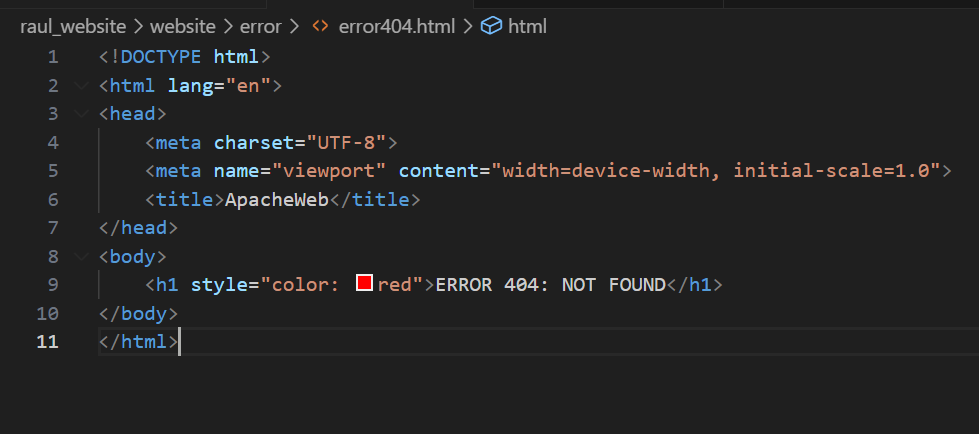 raul_website > website > error > <> error404.html > html
1 <!DOCTYPE html>
2 <html lang="en">
3 <head>
4     <meta charset="UTF-8">
5     <meta name="viewport" content="width=device-width, initial-scale=1.0">
6     <title>ApacheWeb</title>
7 </head>
8 <body>
9     <h1 style="color: red">ERROR 404: NOT FOUND</h1>
10 </body>
11 </html>